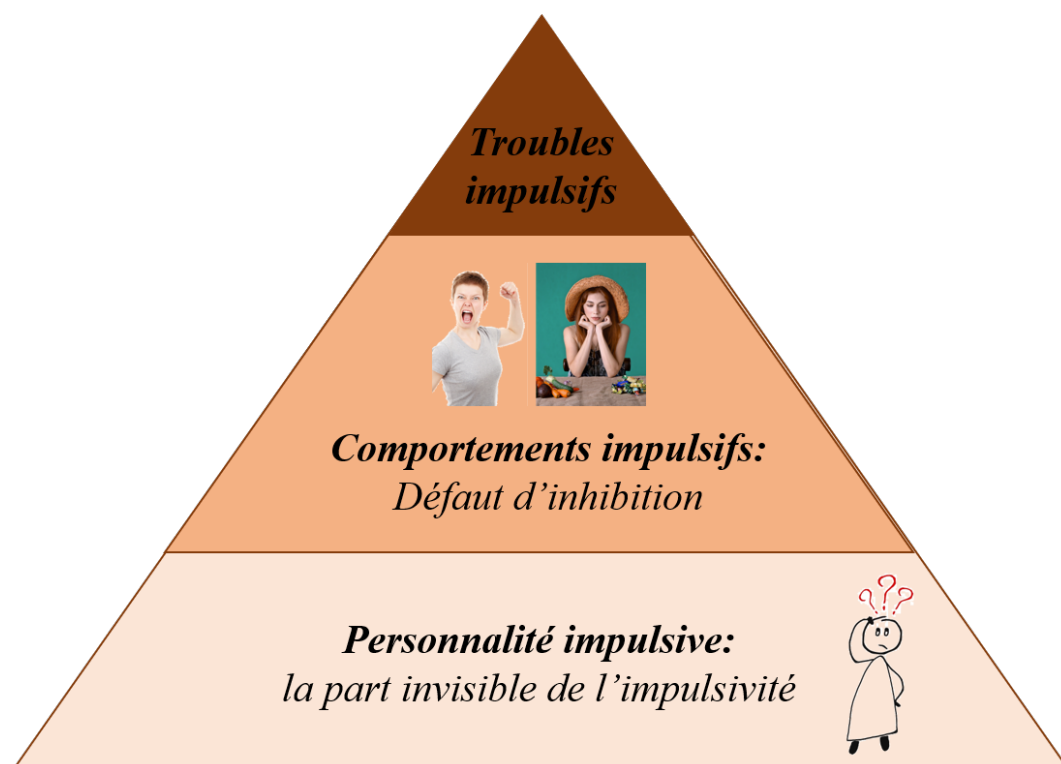 Troubles
impulsifs
Comportements impulsifs:
Défaut d’inhibition
? ? ?
Personnalité impulsive:
la part invisible de l’impulsivité